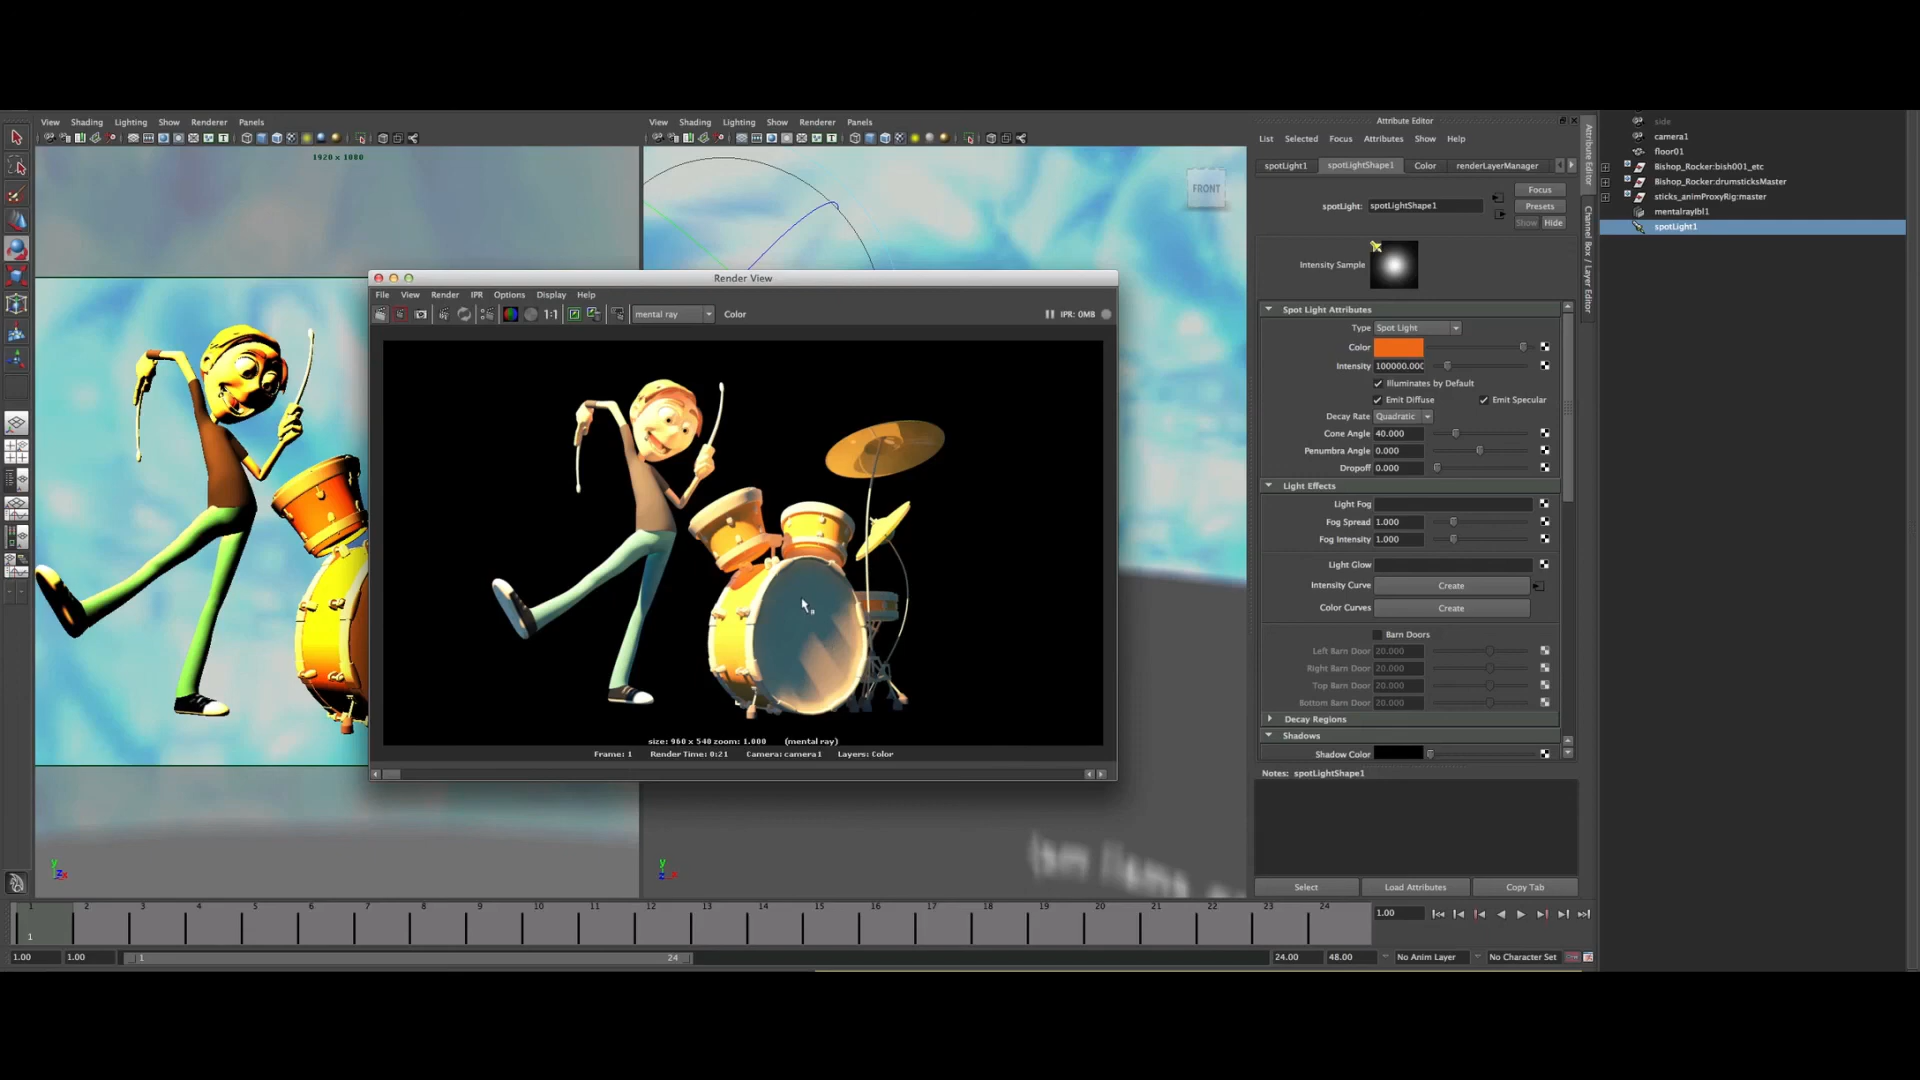 View Shading Lighting Show Renderer Panels
1920 x 1080
View Shading Lighting Show Renderer Panels
FRONT
Render View
File View Render IPR Options Display Help
1:1 mental ray Color IPR: 0MB
size: 960 x 540 zoom: 1.000 (mental ray)
Frame: 1 Render Time: 0:21 Camera: camera1 Layers: Color
Attribute Editor
List Selected Focus Attributes Show Help
spotLight1 spotLightShape1 Color renderLayerManager
Focus
spotLight: spotLightShape1 Presets
Show Hide
Intensity Sample
Spot Light Attributes
Type Spot Light
Color
Intensity 100000.000
Illuminates by Default
Emit Diffuse Emit Specular
Decay Rate Quadratic
Cone Angle 40.000
Penumbra Angle 0.000
Dropoff 0.000
Light Effects
Light Fog
Fog Spread 1.000
Fog Intensity 1.000
Light Glow
Intensity Curve Create
Color Curves Create
Barn Doors
Left Barn Door 20.000
Right Barn Door 20.000
Top Barn Door 20.000
Bottom Barn Door 20.000
Decay Regions
Shadows
Shadow Color
Notes: spotLightShape1
Select Load Attributes Copy Tab
Attribute Editor
Channel Box / Layer Editor
side
camera1
floor01
Bishop_Rocker:bish001_etc
Bishop_Rocker:drumsticksMaster
sticks_animProxyRig:master
mentalrayIbl1
spotLight1
y
z x
y
z x
1 2 3 4 5 6 7 8 9 10 11 12 13 14 15 16 17 18 19 20 21 22 23 24
1
1.00
1.00 1.00 1 24 24.00 48.00 No Anim Layer No Character Set